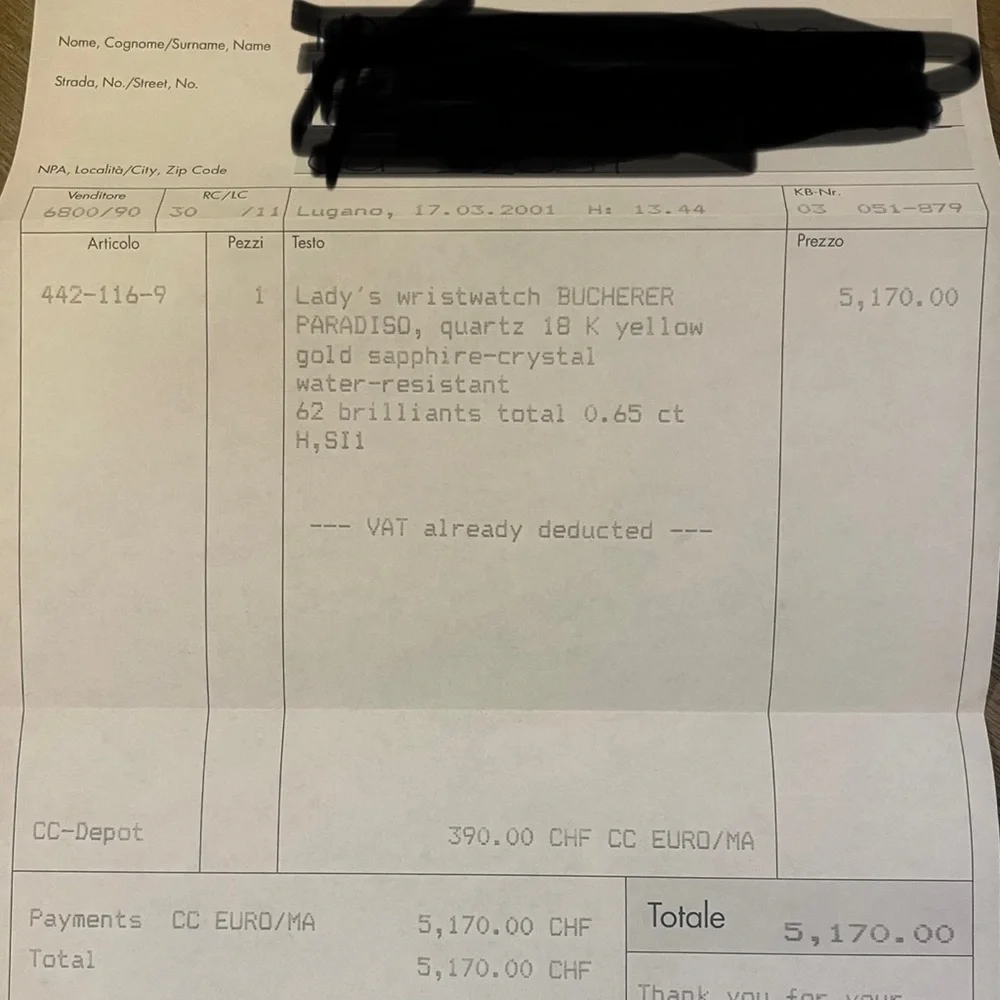 Nome, Cognome/Surname, Name
Strada, No./Street, No.
NPA, Località/City, Zip Code
Venditore RC/LC KB-Nr.
6800/90 30 /11 Lugano, 17.03.2001 H: 13.44 03 051-879
Articolo Pezzi Testo Prezzo
442-116-9 1 Lady's wristwatch BUCHERER 5,170.00
PARADISO, quartz 18 K yellow
gold sapphire-crystal
water-resistant
62 brilliants total 0.65 ct
H,SI1
--- VAT already deducted ---
CC-Depot 390.00 CHF CC EURO/MA
Payments CC EURO/MA 5,170.00 CHF Totale 5,170.00
Total 5,170.00 CHF
Thank you for your